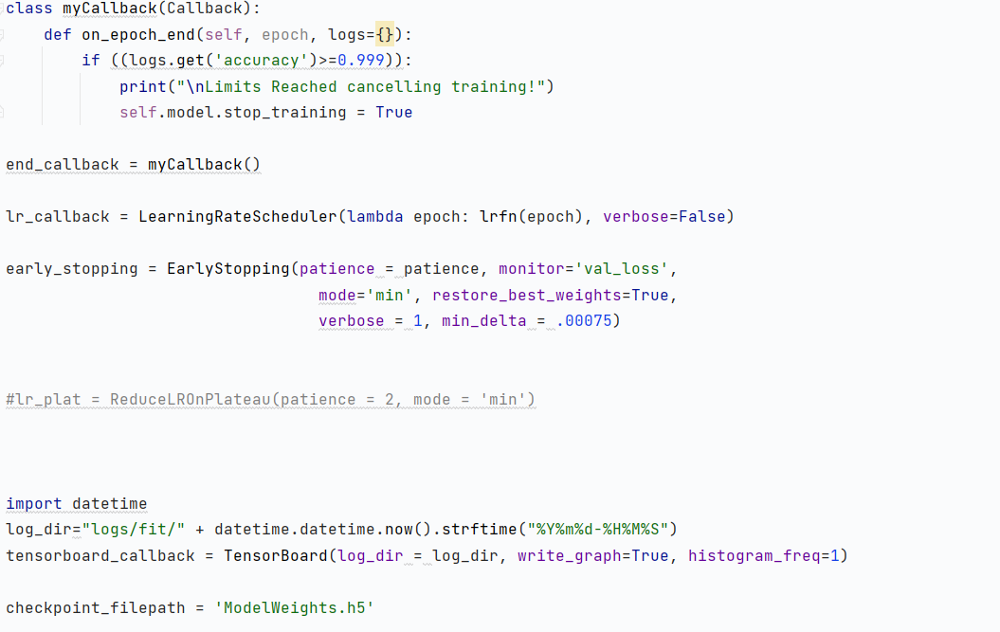 class myCallback(Callback):
    def on_epoch_end(self, epoch, logs={}):
        if ((logs.get('accuracy')>=0.999)):
            print("\nLimits Reached cancelling training!")
            self.model.stop_training = True
end_callback = myCallback()
lr_callback = LearningRateScheduler(lambda epoch: lrfn(epoch), verbose=False)
early_stopping = EarlyStopping(patience = patience, monitor='val_loss',
                                 mode='min', restore_best_weights=True,
                                 verbose = 1, min_delta = .00075)
#lr_plat = ReduceLROnPlateau(patience = 2, mode = 'min')
import datetime
log_dir="logs/fit/" + datetime.datetime.now().strftime("%Y%m%d-%H%M%S")
tensorboard_callback = TensorBoard(log_dir = log_dir, write_graph=True, histogram_freq=1)
checkpoint_filepath = 'ModelWeights.h5'